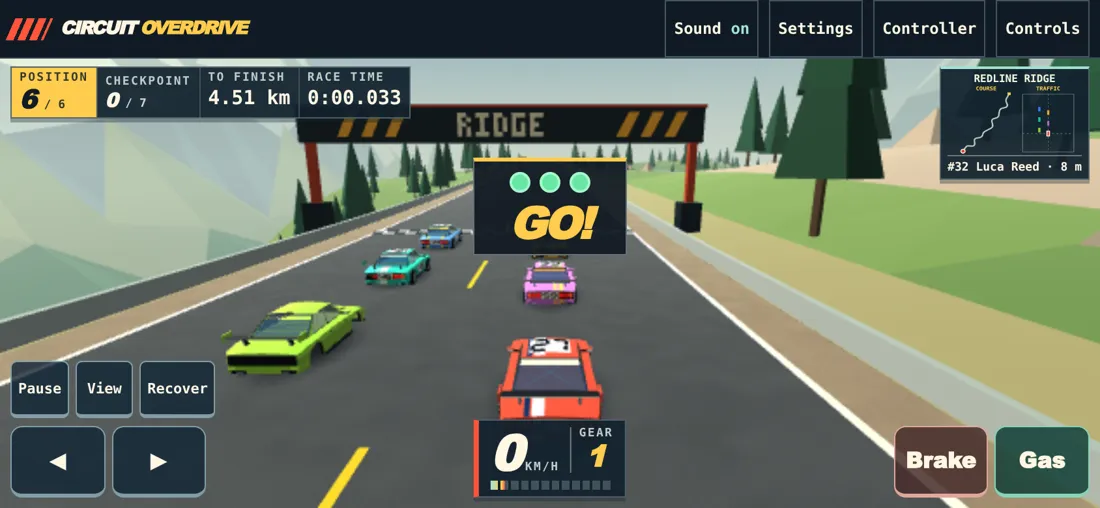 CIRCUIT OVERDRIVE
Sound on
Settings
Controller
Controls
POSITION
6 / 6
CHECKPOINT
0 / 7
TO FINISH
4.51 km
RACE TIME
0:00.033
REDLINE RIDGE
COURSE
TRAFFIC
#32 Luca Reed · 8 m
RIDGE
GO!
Pause
View
Recover
◄
►
0 KM/H
GEAR
1
Brake
Gas